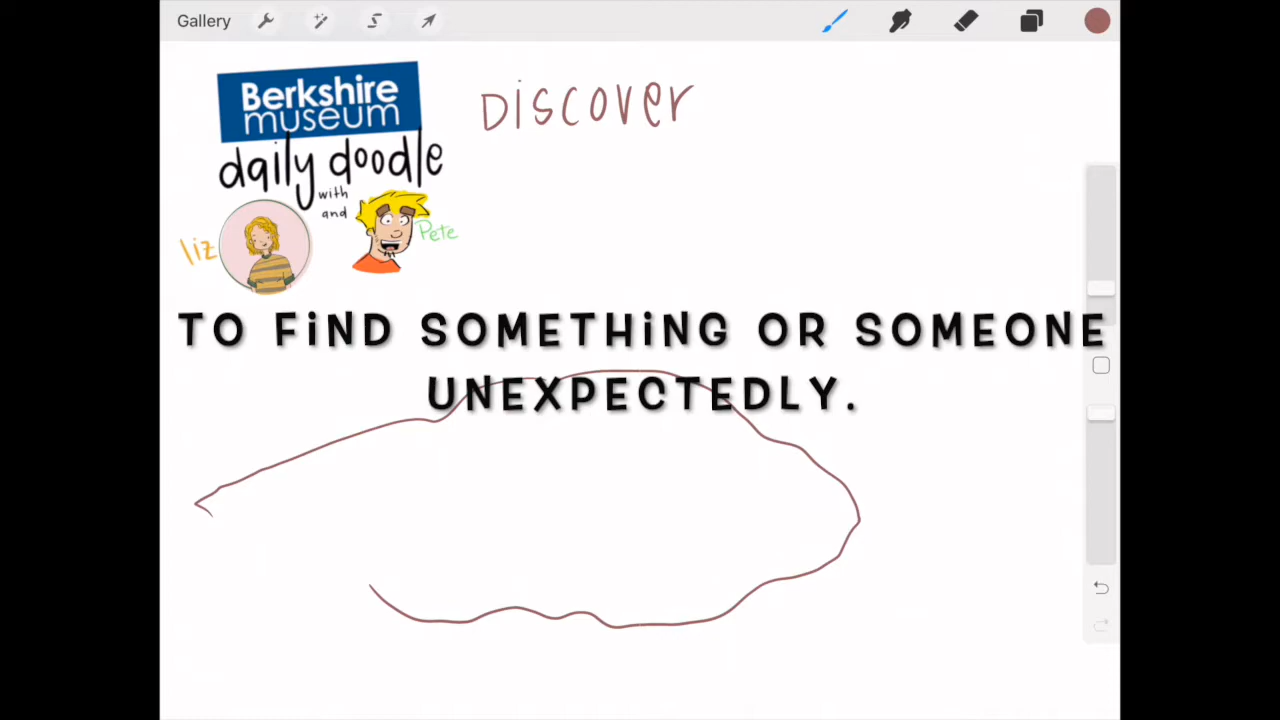 Gallery
Berkshire
museum
Discover
daily doodle
with
and
liz
Pete
TO FiND SOMETHiNG OR SOMEONE
UNEXPECTEDLY.